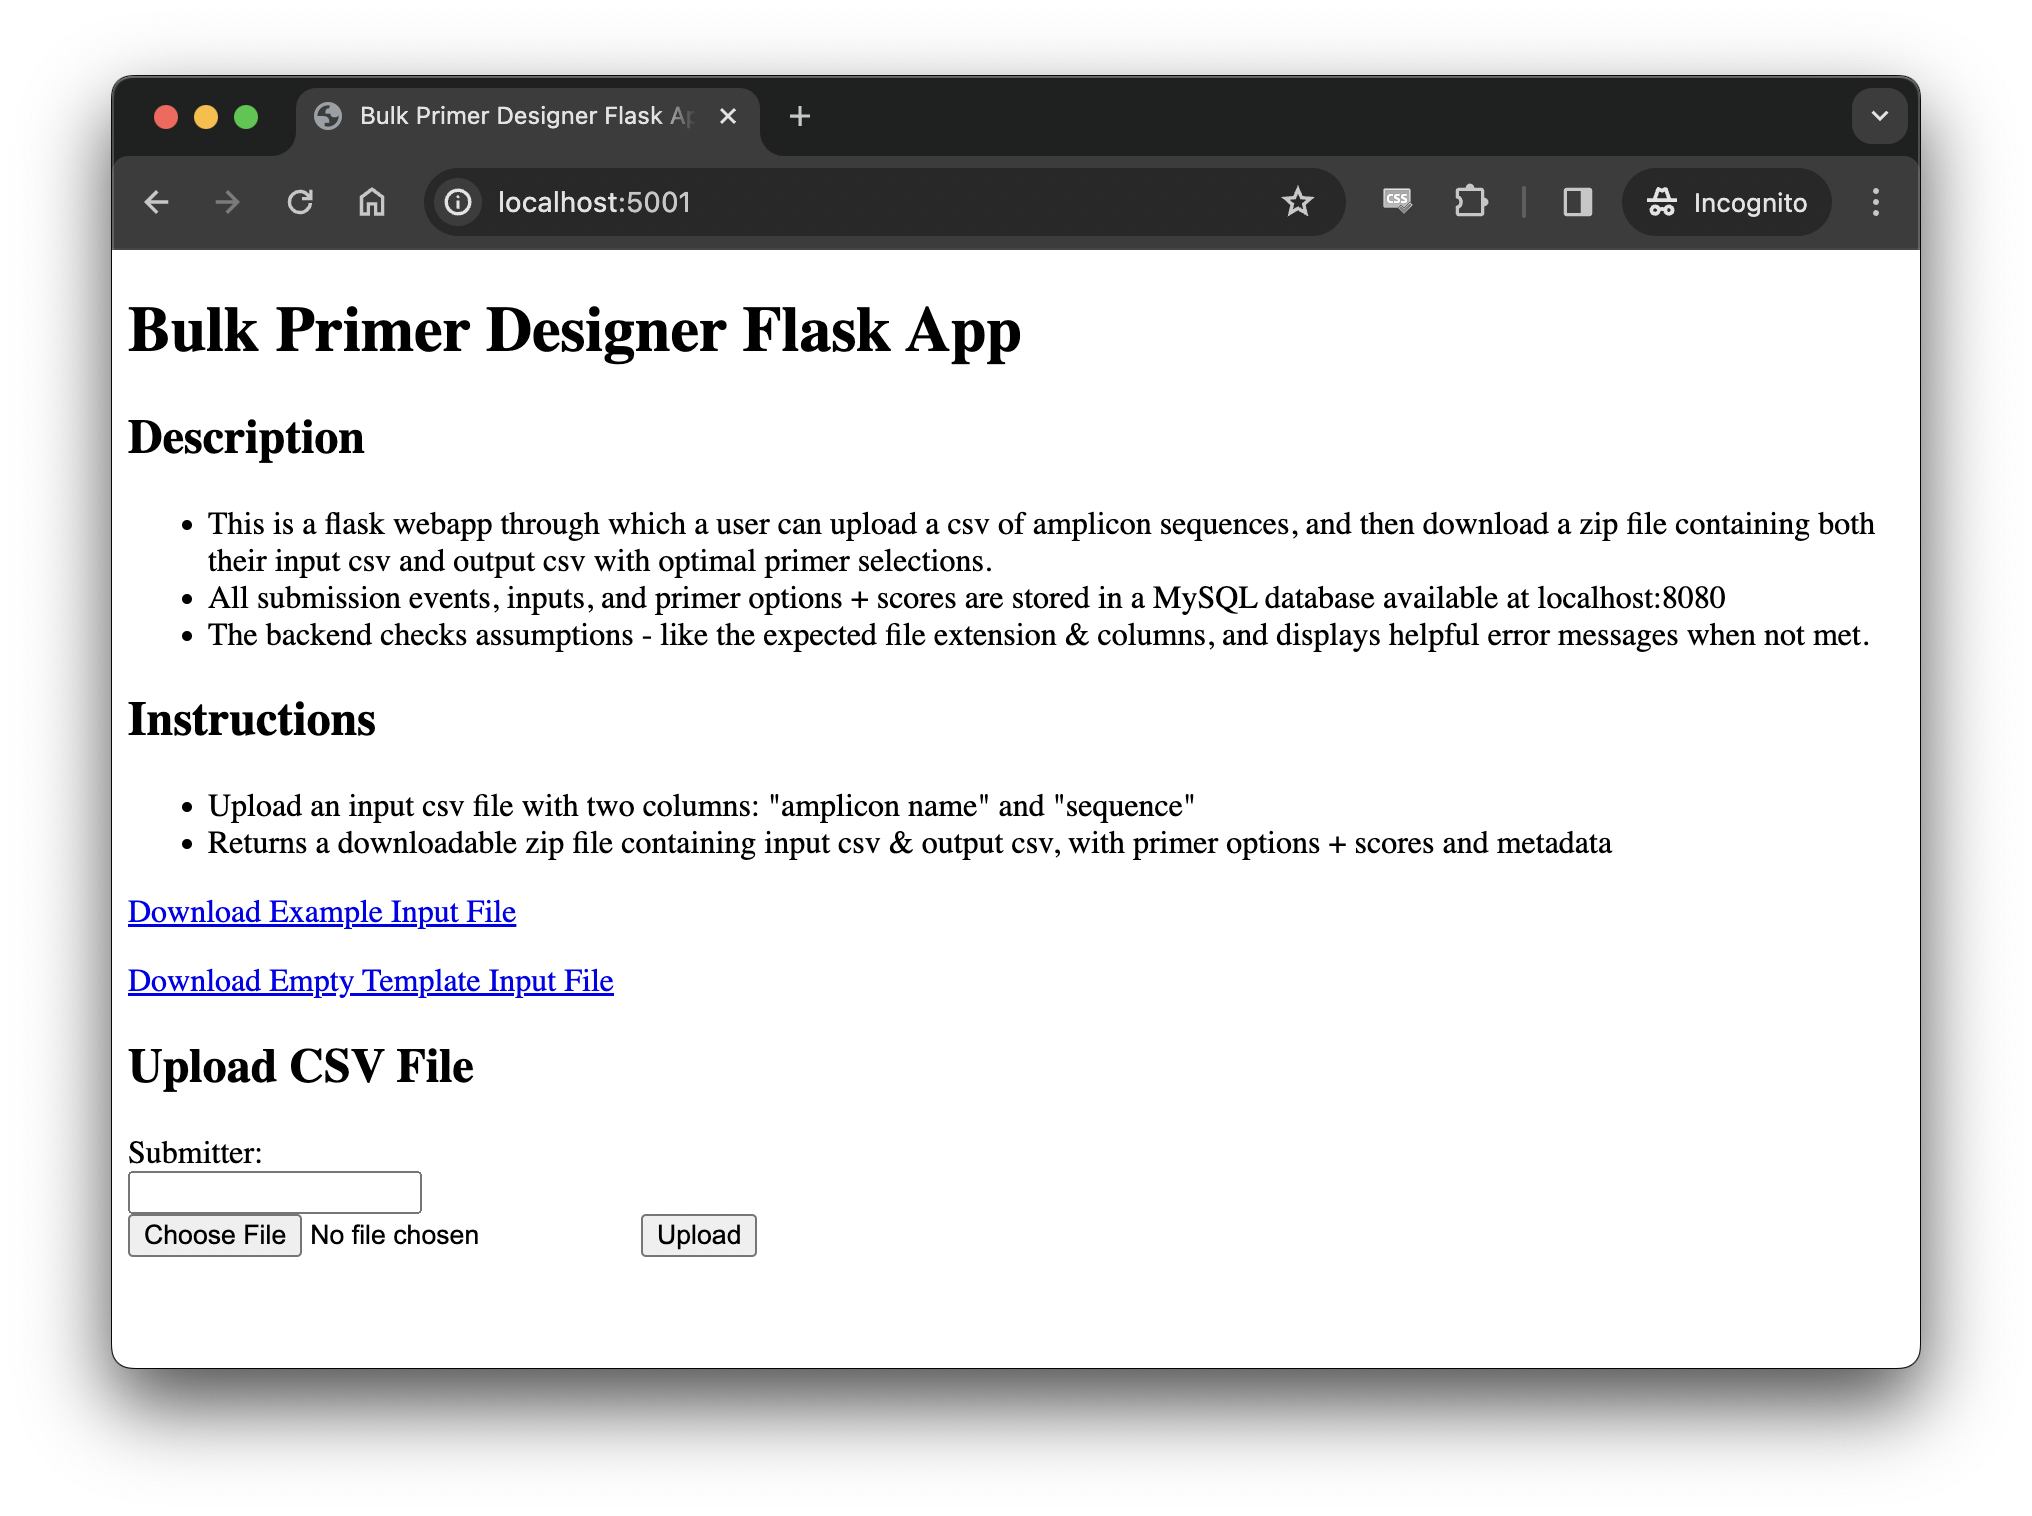 Bulk Primer Designer Flask Ap
localhost:5001
CSS
Incognito
Bulk Primer Designer Flask App
Description
• This is a flask webapp through which a user can upload a csv of amplicon sequences, and then download a zip file containing both
their input csv and output csv with optimal primer selections.
• All submission events, inputs, and primer options + scores are stored in a MySQL database available at localhost:8080
• The backend checks assumptions - like the expected file extension & columns, and displays helpful error messages when not met.
Instructions
• Upload an input csv file with two columns: "amplicon name" and "sequence"
• Returns a downloadable zip file containing input csv & output csv, with primer options + scores and metadata
Download Example Input File
Download Empty Template Input File
Upload CSV File
Submitter:
Choose File No file chosen Upload